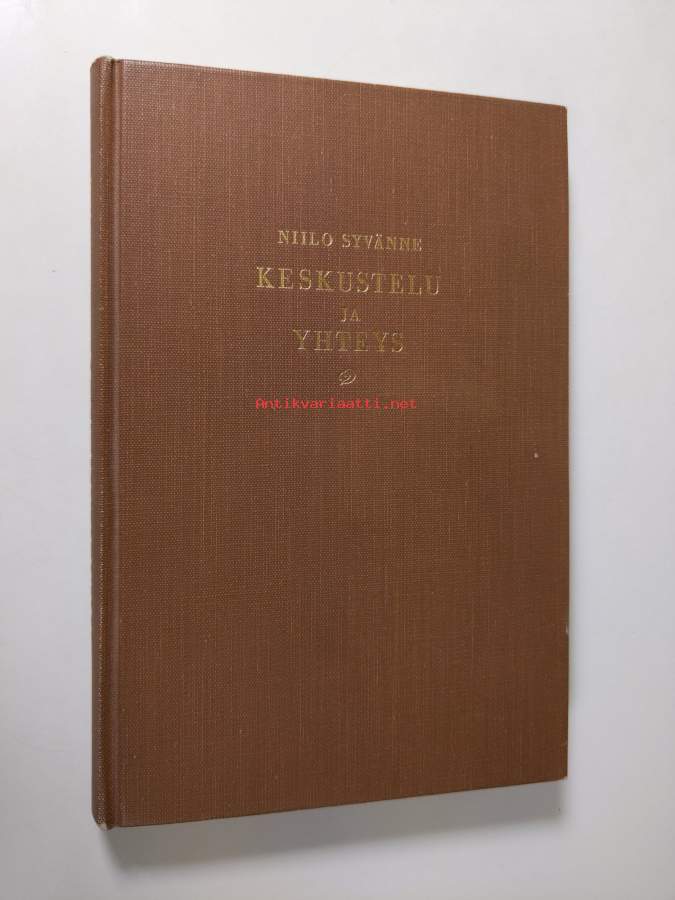 NIILO SYVÄNNE
KESKUSTELU
JA
YHTEYS
Antikvariaatti.net